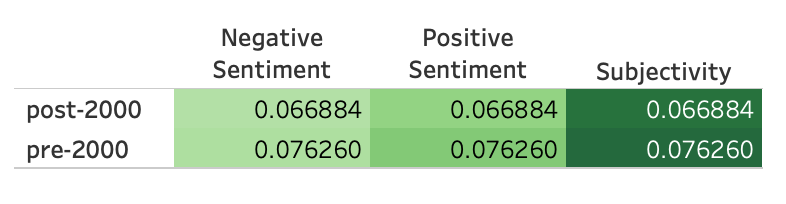 Negative Positive
Sentiment Sentiment Subjectivity
post-2000 0.066884 0.066884 0.066884
pre-2000 0.076260 0.076260 0.076260